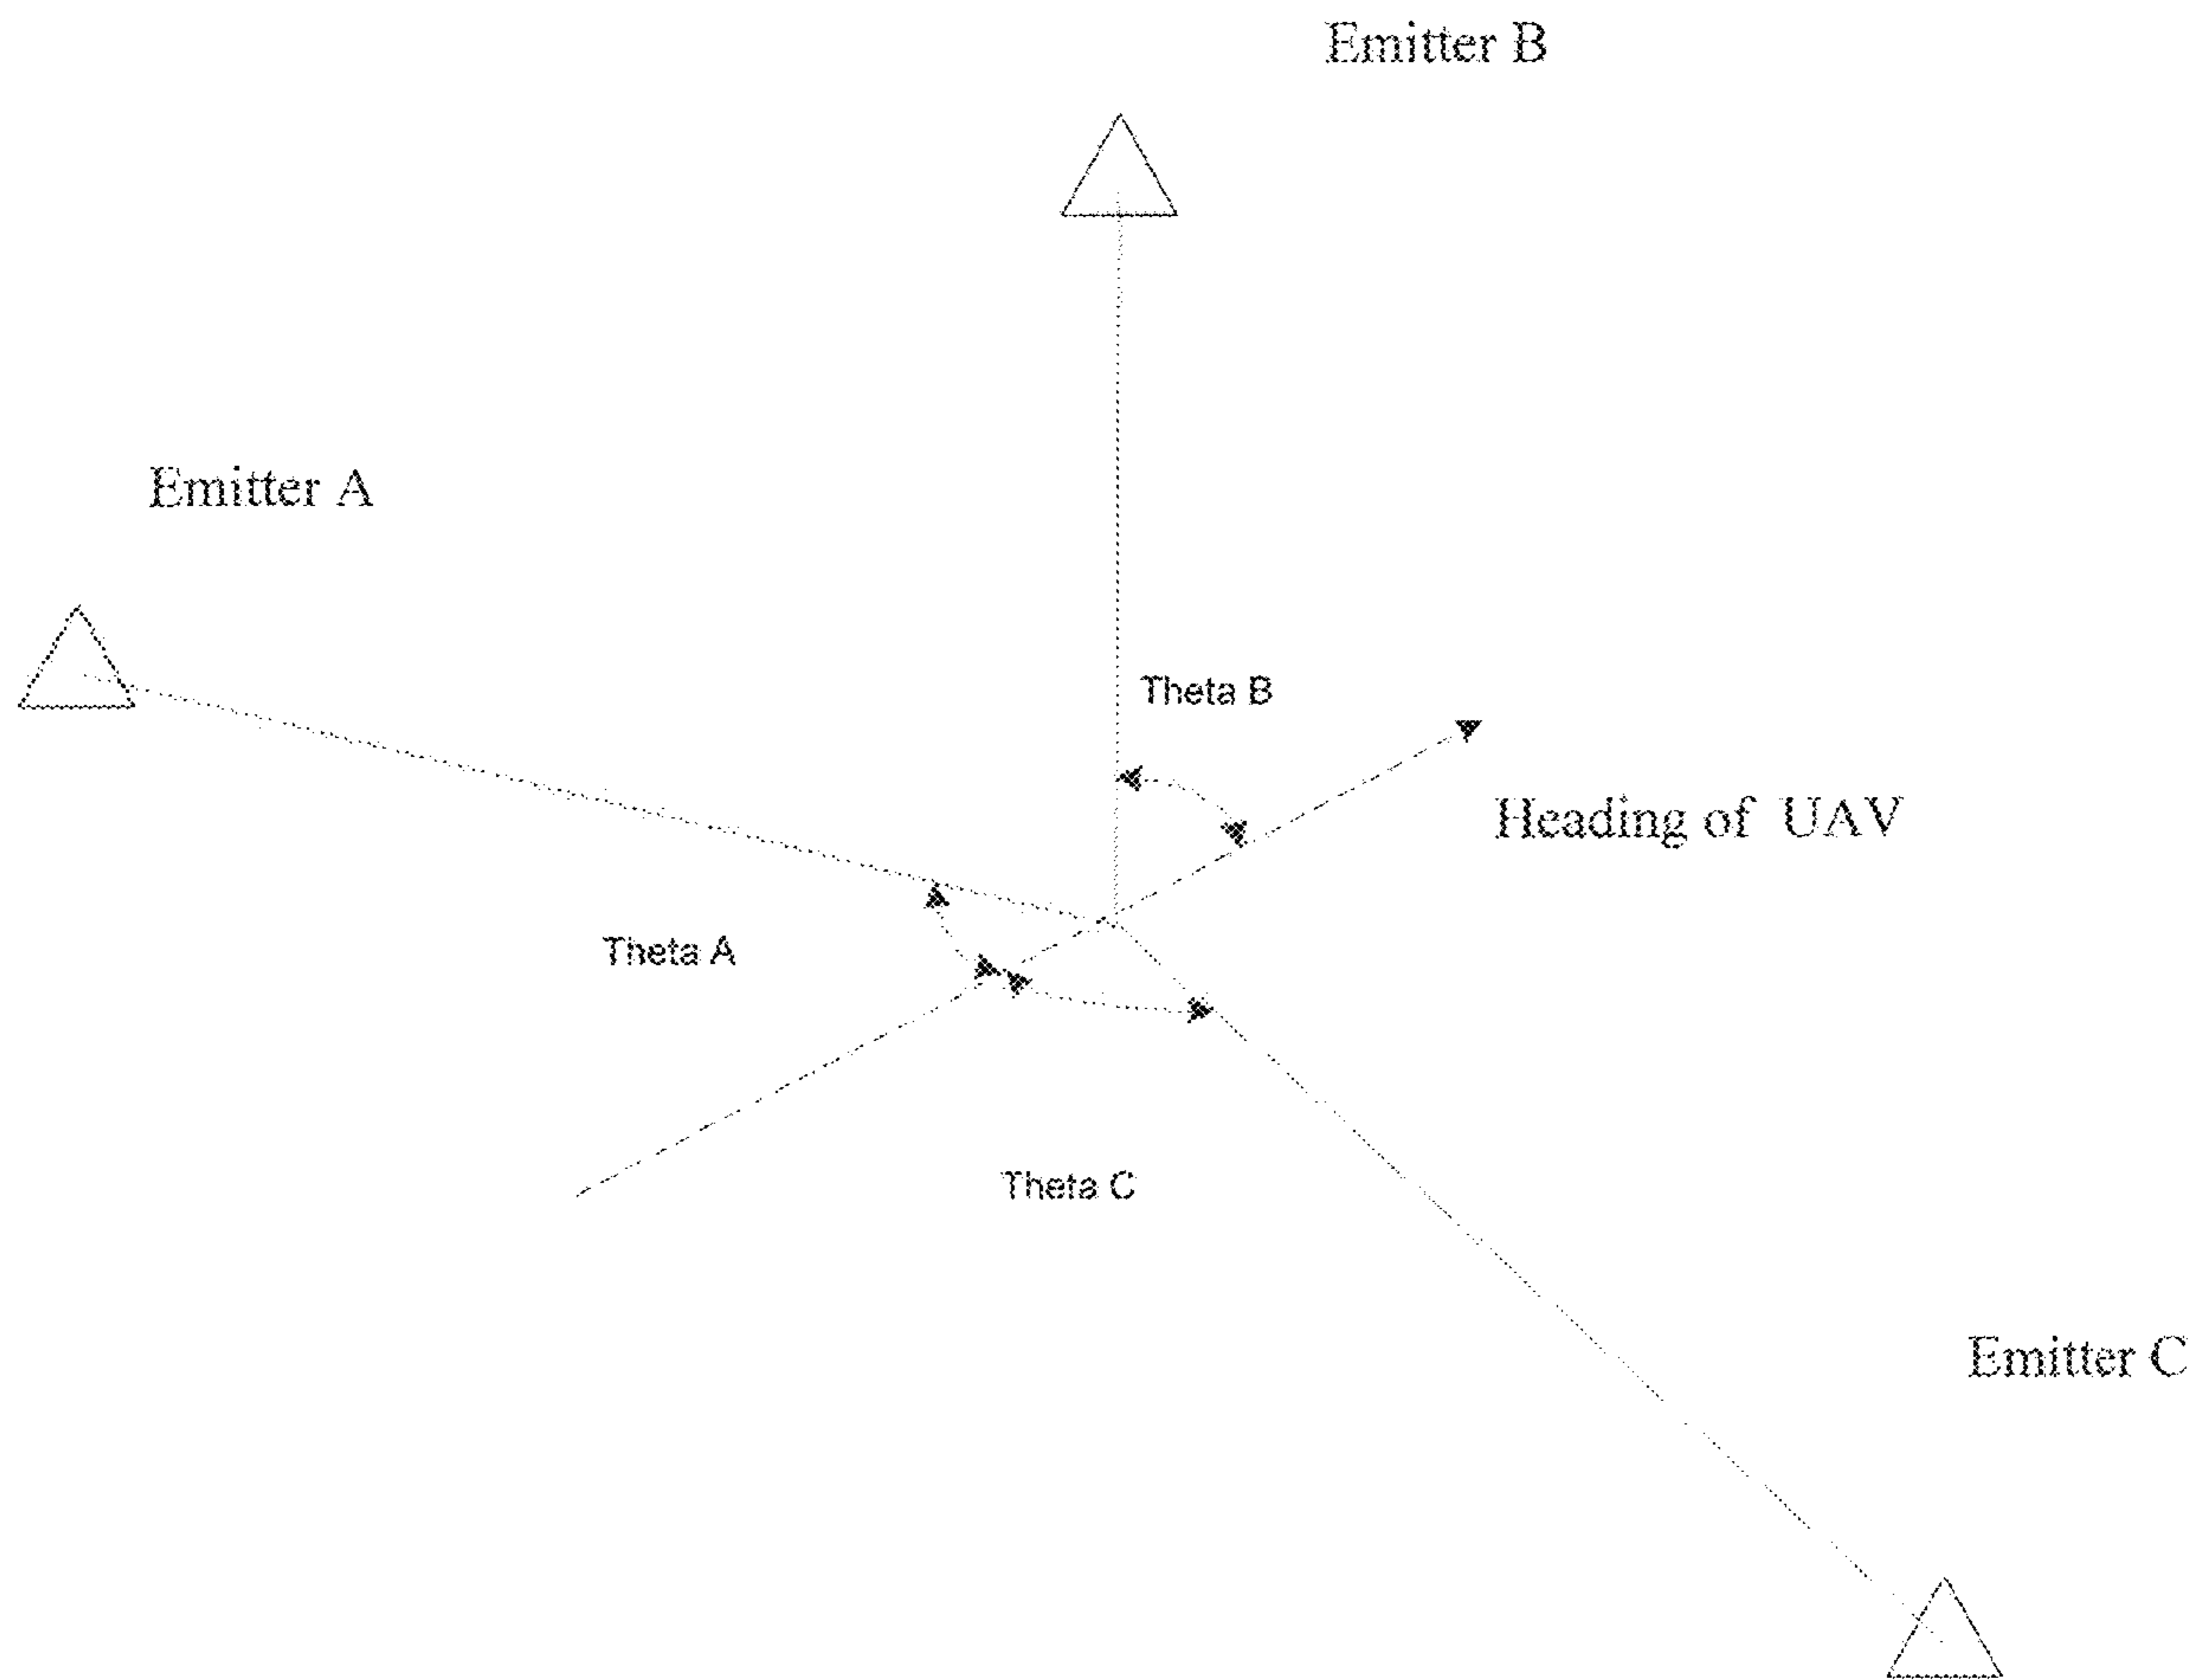 Emitter B
Emitter A
Theta B
Heading of UAV
Theta A
Theta C
Emitter C